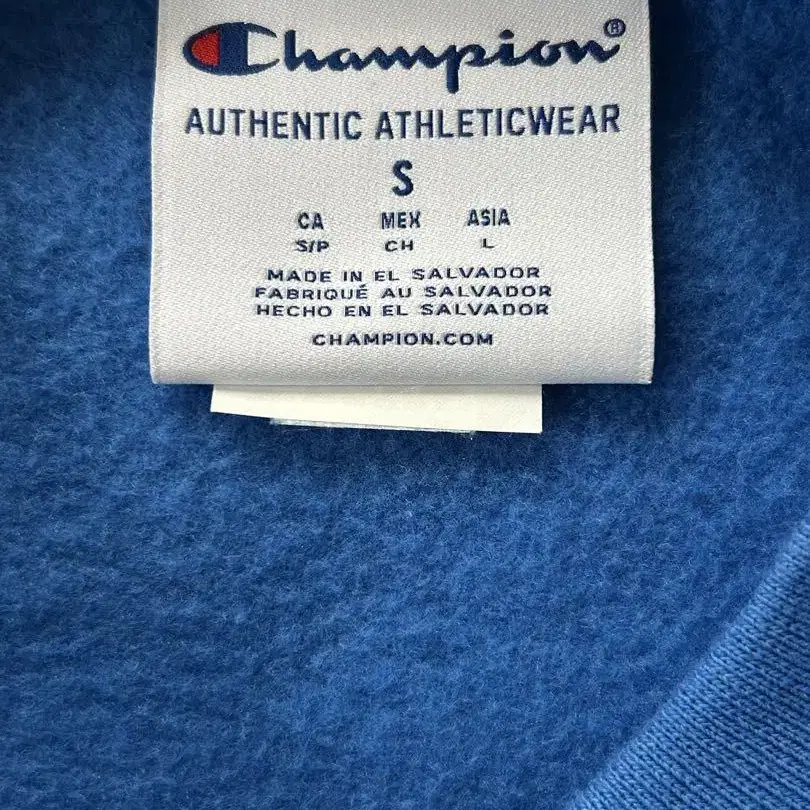 Champion®
AUTHENTIC ATHLETICWEAR
S
CA MEX ASIA
S/P CH L
MADE IN EL SALVADOR
FABRIQUÉ AU SALVADOR
HECHO EN EL SALVADOR
CHAMPION.COM